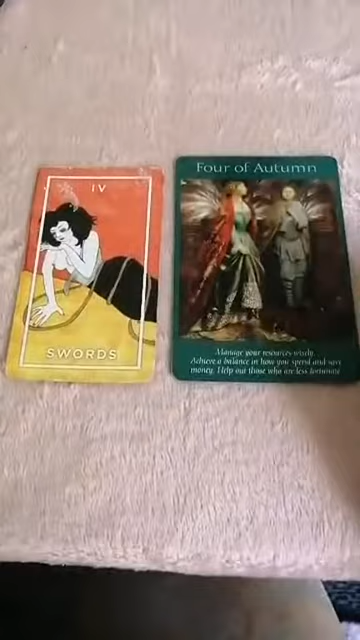 IV
SWORDS
Four of Autumn
Manage your resources wisely.
Achieve a balance in how you spend and save
money. Help out those who are less fortunate